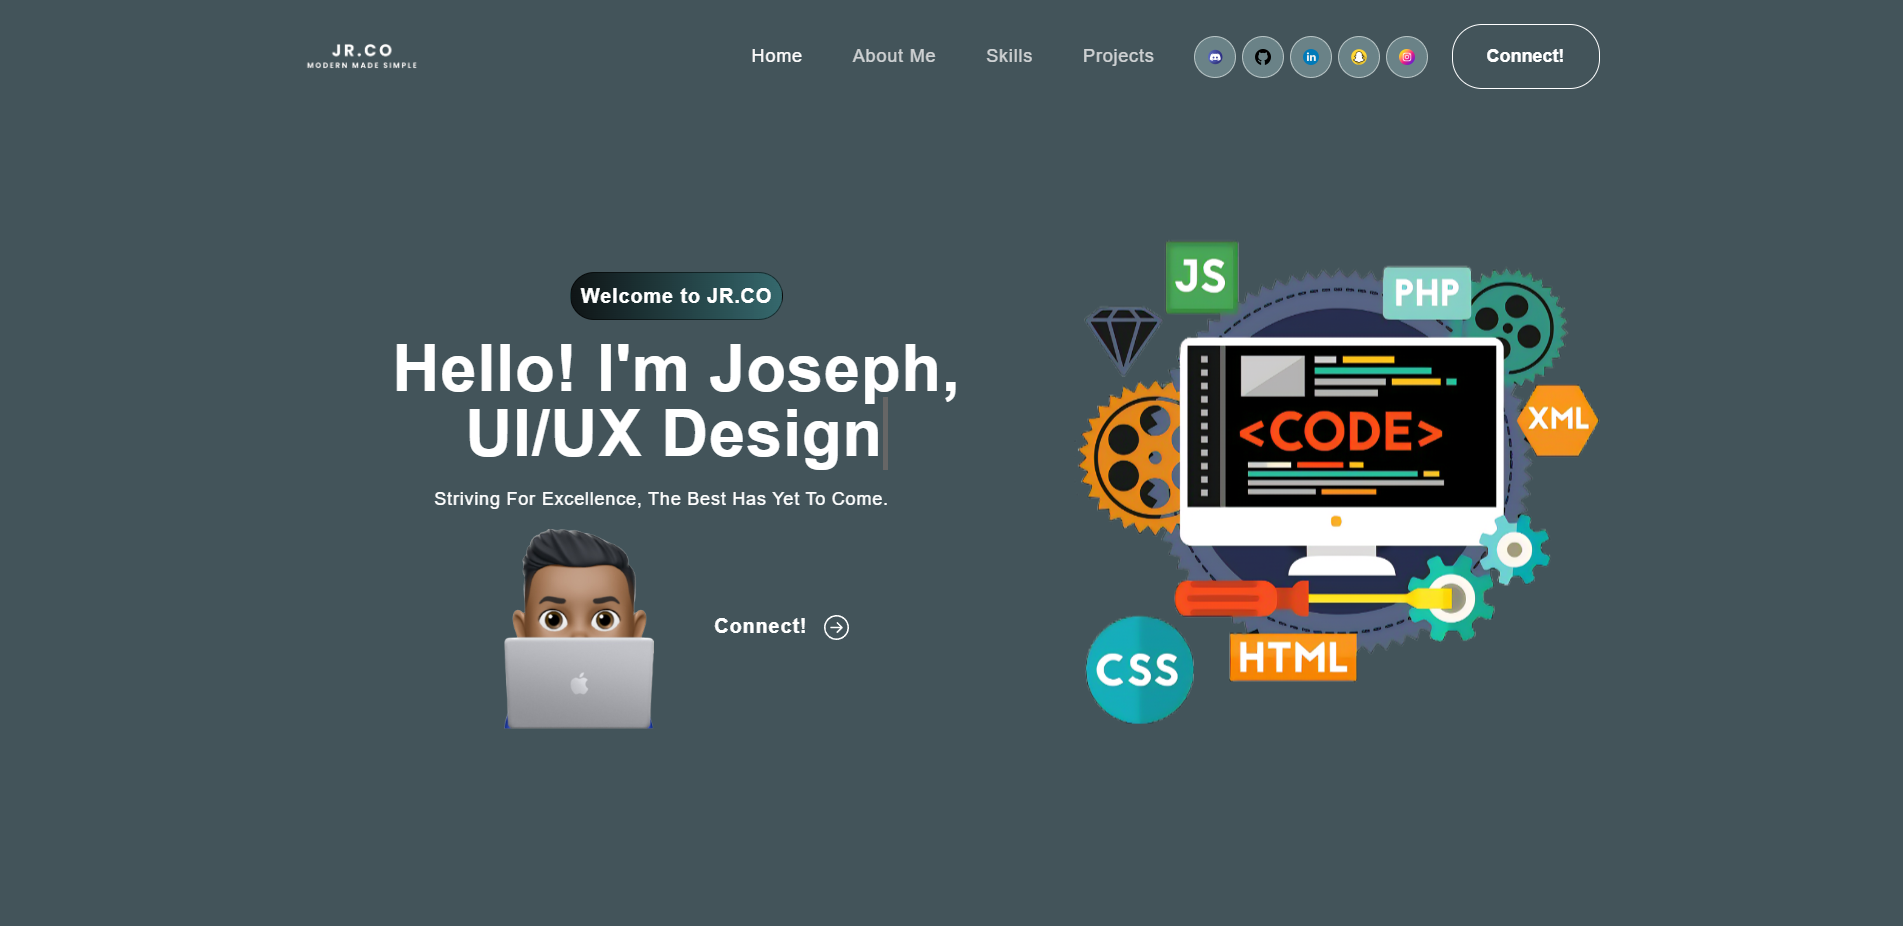 JR.CO
MODERN MADE SIMPLE
Home
About Me
Skills
Projects
in
Connect!
Welcome to JR.CO
Hello! I'm Joseph,
UI/UX Design
Striving For Excellence, The Best Has Yet To Come.
Connect!
JS
PHP
XML
<CODE>
CSS
HTML